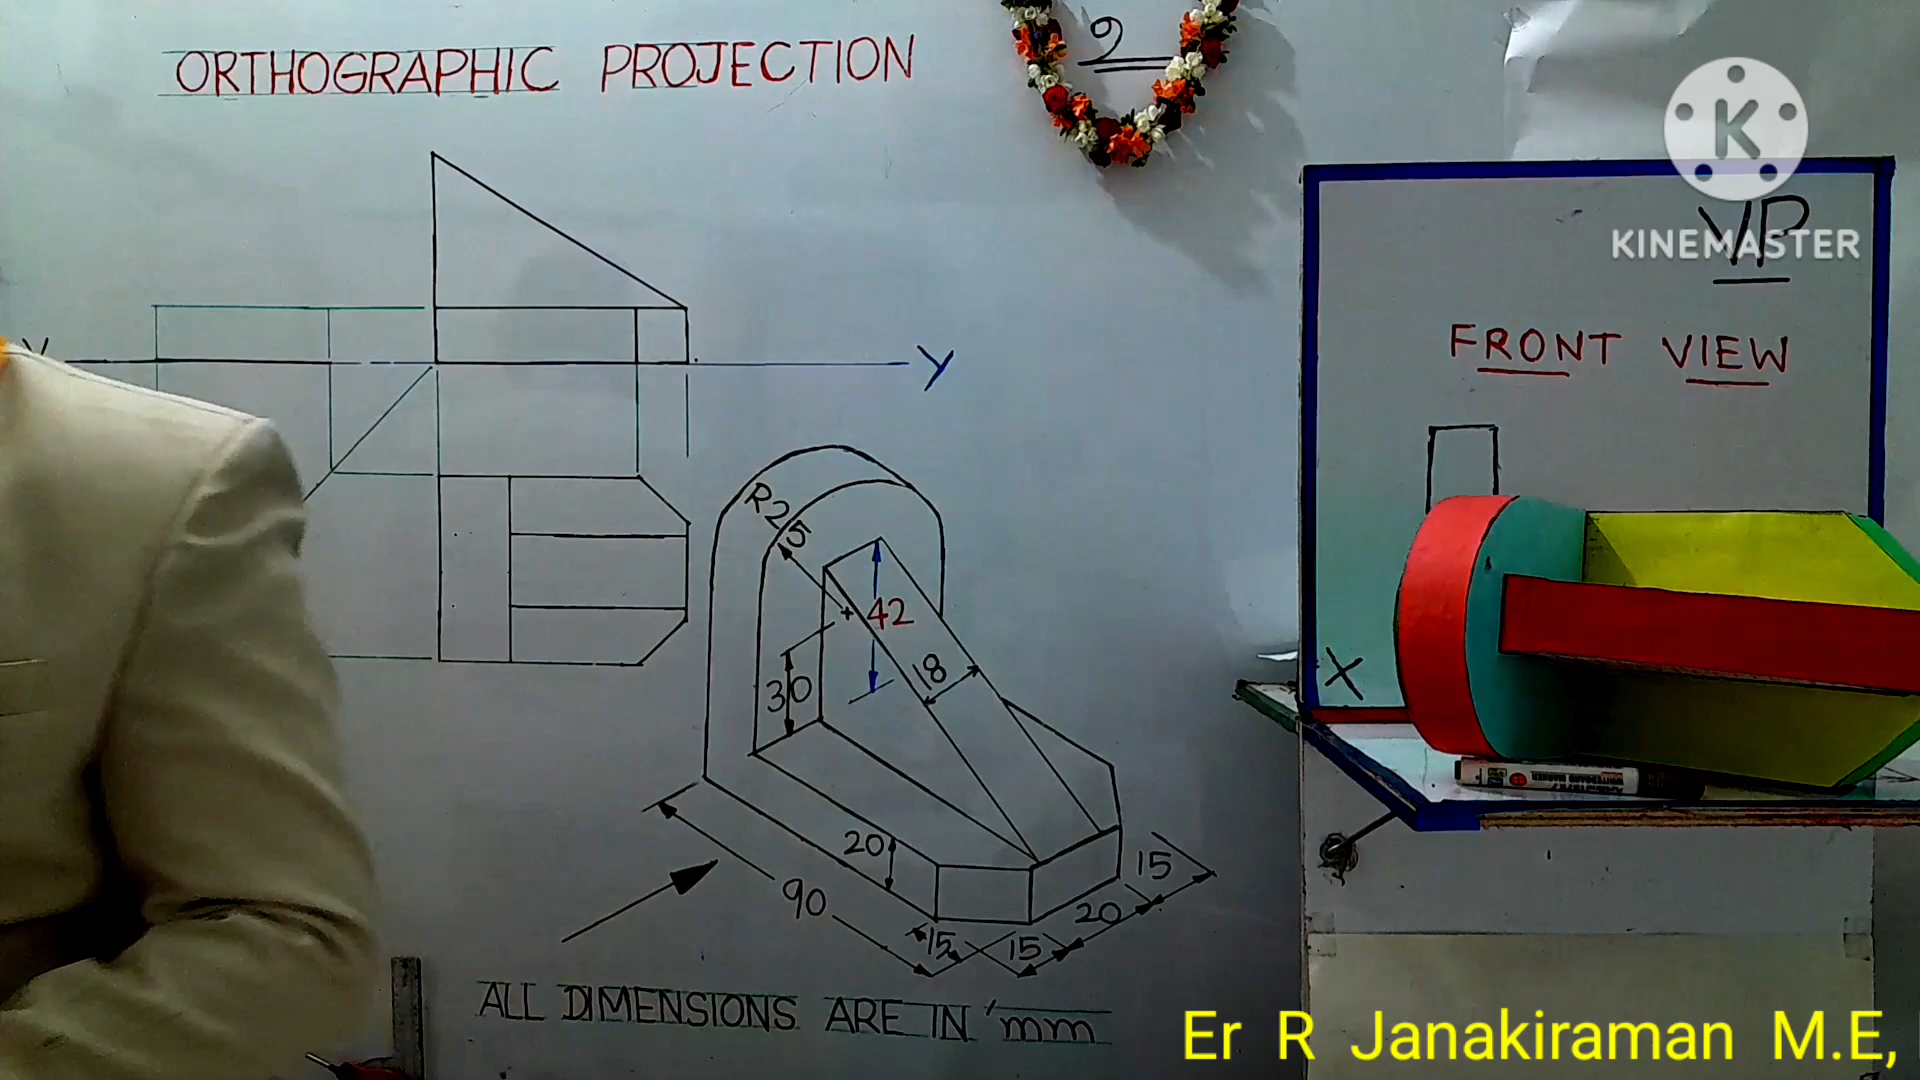 ORTHOGRAPHIC PROJECTION
K
KINEMASTER
VP
FRONT VIEW
Y
R25
42
18
30
X
20
15
90
20
15
15
ALL DIMENSIONS ARE IN 'mm
Er R Janakiraman M.E,